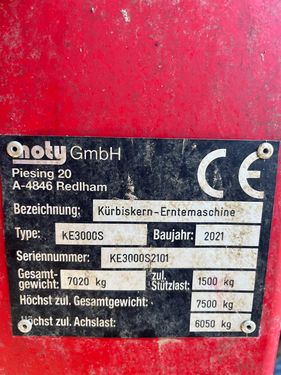 moty GmbH
Piesing 20
A-4846 Redlham
CE
Bezeichnung: Kürbiskern-Erntemaschine
Type: KE3000S Baujahr: 2021
Seriennummer: KE3000S2101
Gesamt-gewicht: 7020 kg zul. Stützlast: 1500 kg
Höchst zul. Gesamtgewicht: 7500 kg
Höchst zul. Achslast: 6050 kg